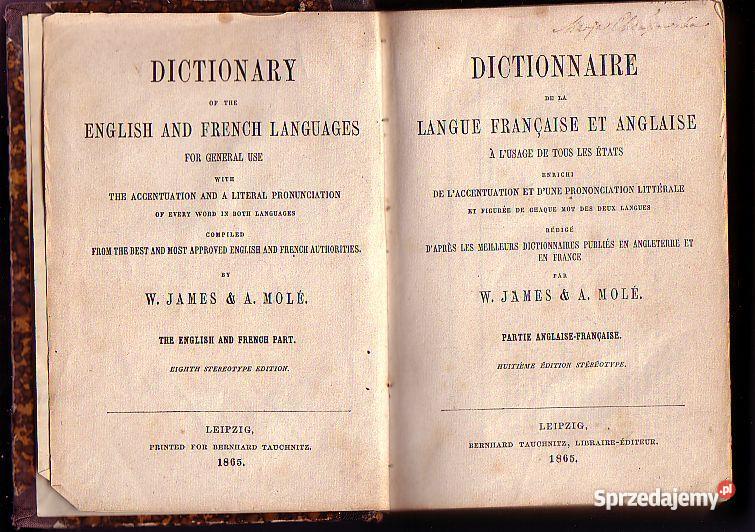 DICTIONARY
OF THE
ENGLISH AND FRENCH LANGUAGES
FOR GENERAL USE
WITH
THE ACCENTUATION AND A LITERAL PRONUNCIATION
OF EVERY WORD IN BOTH LANGUAGES
COMPILED
FROM THE BEST AND MOST APPROVED ENGLISH AND FRENCH AUTHORITIES.
BY
W. JAMES & A. MOLÉ.
THE ENGLISH AND FRENCH PART.
EIGHTH STEREOTYPE EDITION.
LEIPZIG,
PRINTED FOR BERNHARD TAUCHNITZ.
1865.
DICTIONNAIRE
DE LA
LANGUE FRANÇAISE ET ANGLAISE
À L'USAGE DE TOUS LES ÉTATS
ENRICHI
DE L'ACCENTUATION ET D'UNE PRONONCIATION LITTÉRALE
ET FIGURÉE DE CHAQUE MOT DES DEUX LANGUES
RÉDIGÉ
D'APRÈS LES MEILLEURS DICTIONNAIRES PUBLIÉS EN ANGLETERRE ET
EN FRANCE
PAR
W. JAMES & A. MOLÉ.
PARTIE ANGLAISE-FRANÇAISE.
HUITIÈME ÉDITION STÉRÉOTYPE.
LEIPZIG,
BERNHARD TAUCHNITZ, LIBRAIRE-ÉDITEUR.
1865.
Sprzedajemy.pl